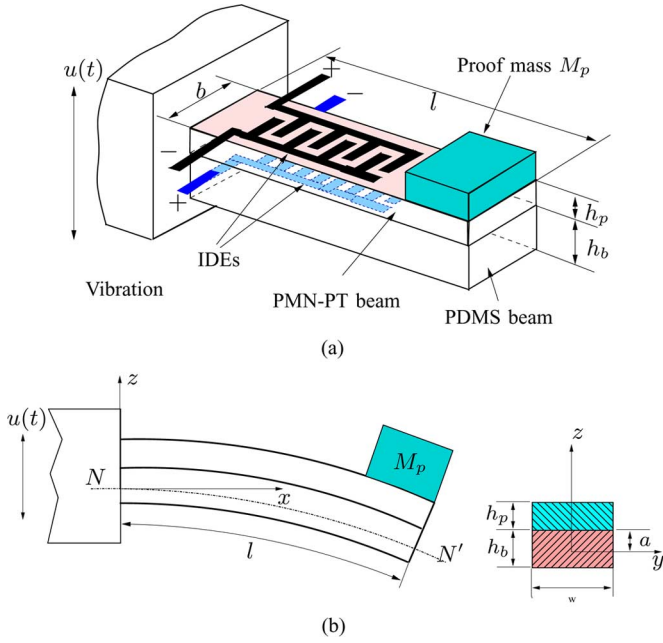 u(t)
b
+
−
l
Proof mass M_p
−
+
h_p
h_b
IDEs
Vibration
PMN-PT beam
PDMS beam
(a)
z
u(t)
N
x
M_p
l
N′
z
h_p
h_b
a
y
w
(b)